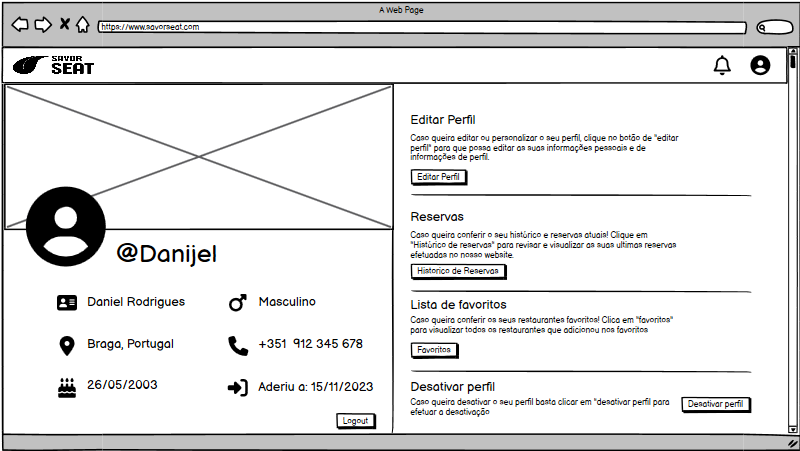 A Web Page
https://www.savorseat.com
SAVOR
SEAT
@Danijel
Daniel Rodrigues
Masculino
Braga, Portugal
+351 912 345 678
26/05/2003
Aderiu a: 15/11/2023
Logout
Editar Perfil
Caso queira editar ou personalizar o seu perfil, clique no botão de "editar
perfil" para que possa editar as suas informações pessoais e de
informações de perfil.
Editar Perfil
Reservas
Caso queira conferir o seu histórico e reservas atuais! Clique em
"Histórico de reservas" para revisar e visualizar as suas ultimas reservas
efetuadas no nosso website.
Historico de Reservas
Lista de favoritos
Caso queira conferir os seus restaurantes favoritos! Clica em "favoritos"
para visualizar todos os restaurantes que adicionou nos favoritos
Favoritos
Desativar perfil
Caso queira desativar o seu perfil basta clicar em "desativar perfil para
efetuar a desativação
Desativar perfil